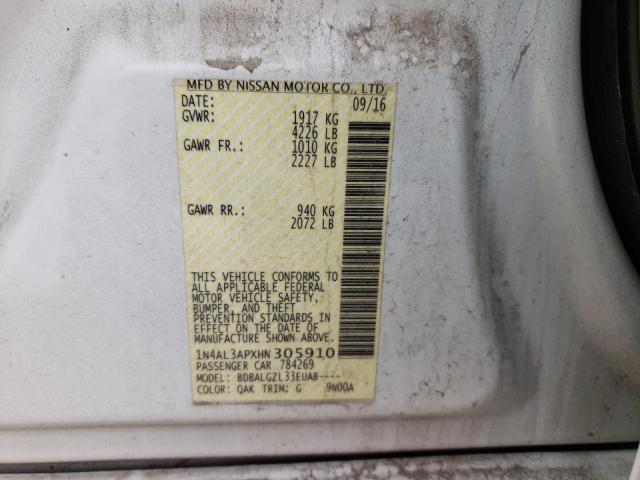 MFD BY NISSAN MOTOR CO., LTD.
DATE: 09/16
GVWR: 1917 KG
4226 LB
GAWR FR.: 1010 KG
2227 LB
GAWR RR.: 940 KG
2072 LB
THIS VEHICLE CONFORMS TO
ALL APPLICABLE FEDERAL
MOTOR VEHICLE SAFETY,
BUMPER, AND THEFT
PREVENTION STANDARDS IN
EFFECT ON THE DATE OF
MANUFACTURE SHOWN ABOVE.
1N4AL3APXHN305910
PASSENGER CAR 784269
MODEL: BDBALGZL33EUAB----
COLOR: QAK TRIM: G 9N00A